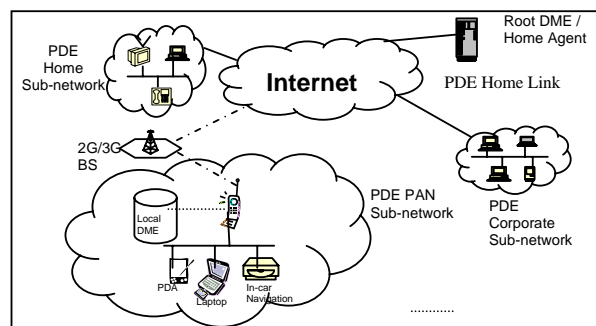 PDE
Home
Sub-network
Internet
Root DME /
Home Agent
PDE Home Link
2G/3G
BS
Local
DME
PDE PAN
Sub-network
PDE
Corporate
Sub-network
PDA
Laptop
In-car
Navigation
............